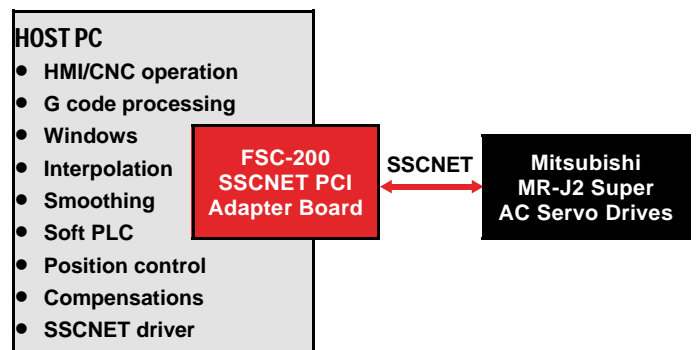 HOST PC
● HMI/CNC operation
● G code processing
● Windows
● Interpolation
● Smoothing
● Soft PLC
● Position control
● Compensations
● SSCNET driver
FSC-200
SSCNET PCI
Adapter Board
SSCNET
Mitsubishi
MR-J2 Super
AC Servo Drives